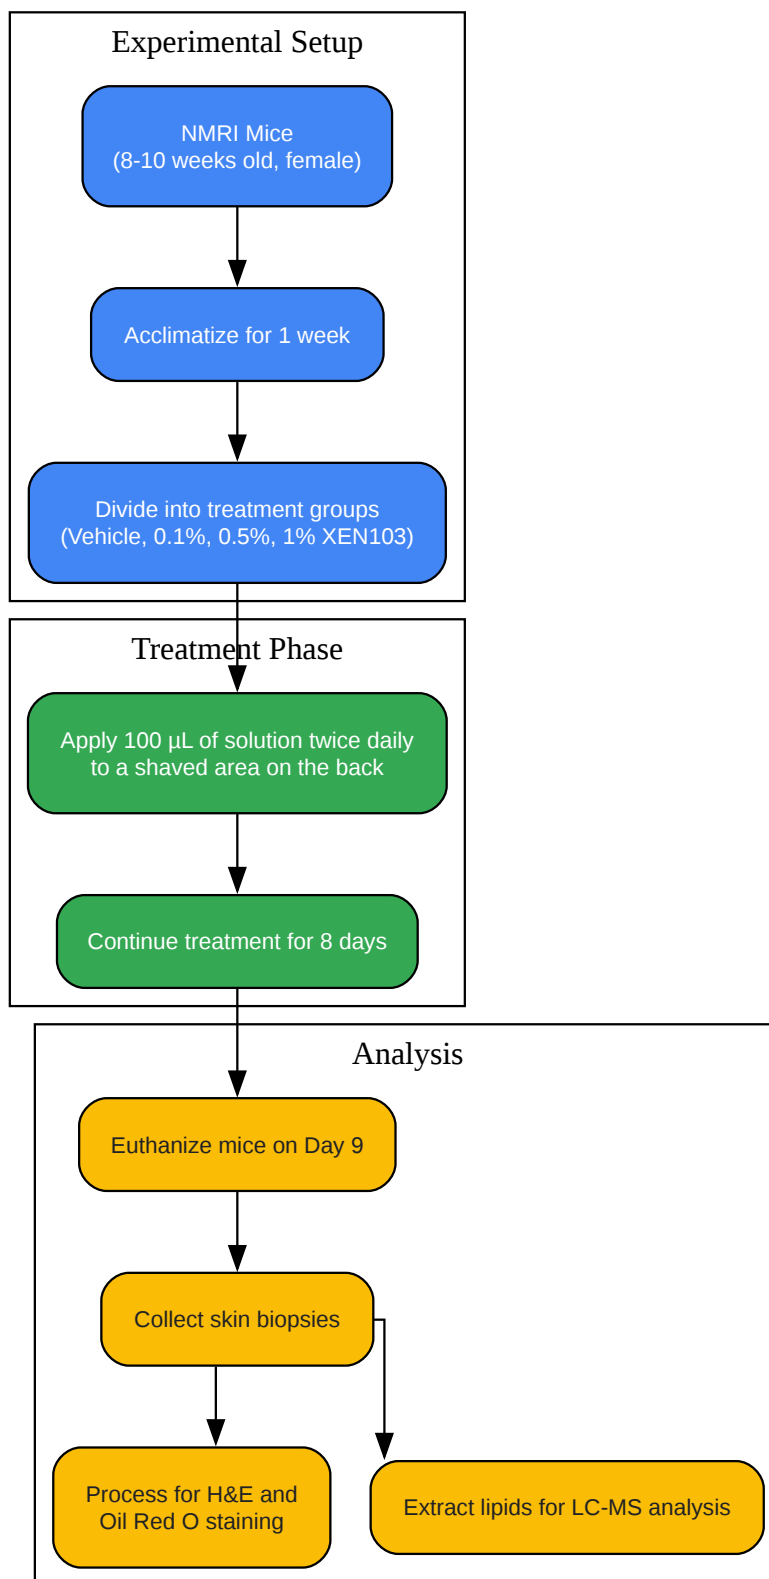 Experimental Setup
NMRI Mice
(8-10 weeks old, female)
Acclimatize for 1 week
Divide into treatment groups
(Vehicle, 0.1%, 0.5%, 1% XEN103)
Treatment Phase
Apply 100 µL of solution twice daily
to a shaved area on the back
Continue treatment for 8 days
Analysis
Euthanize mice on Day 9
Collect skin biopsies
Process for H&E and
Oil Red O staining
Extract lipids for LC-MS analysis